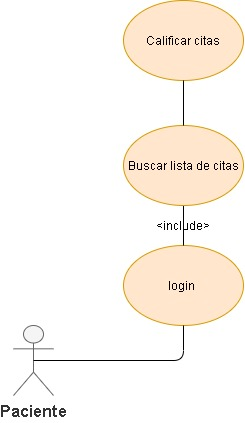 Calificar citas
Buscar lista de citas
<include>
login
Paciente